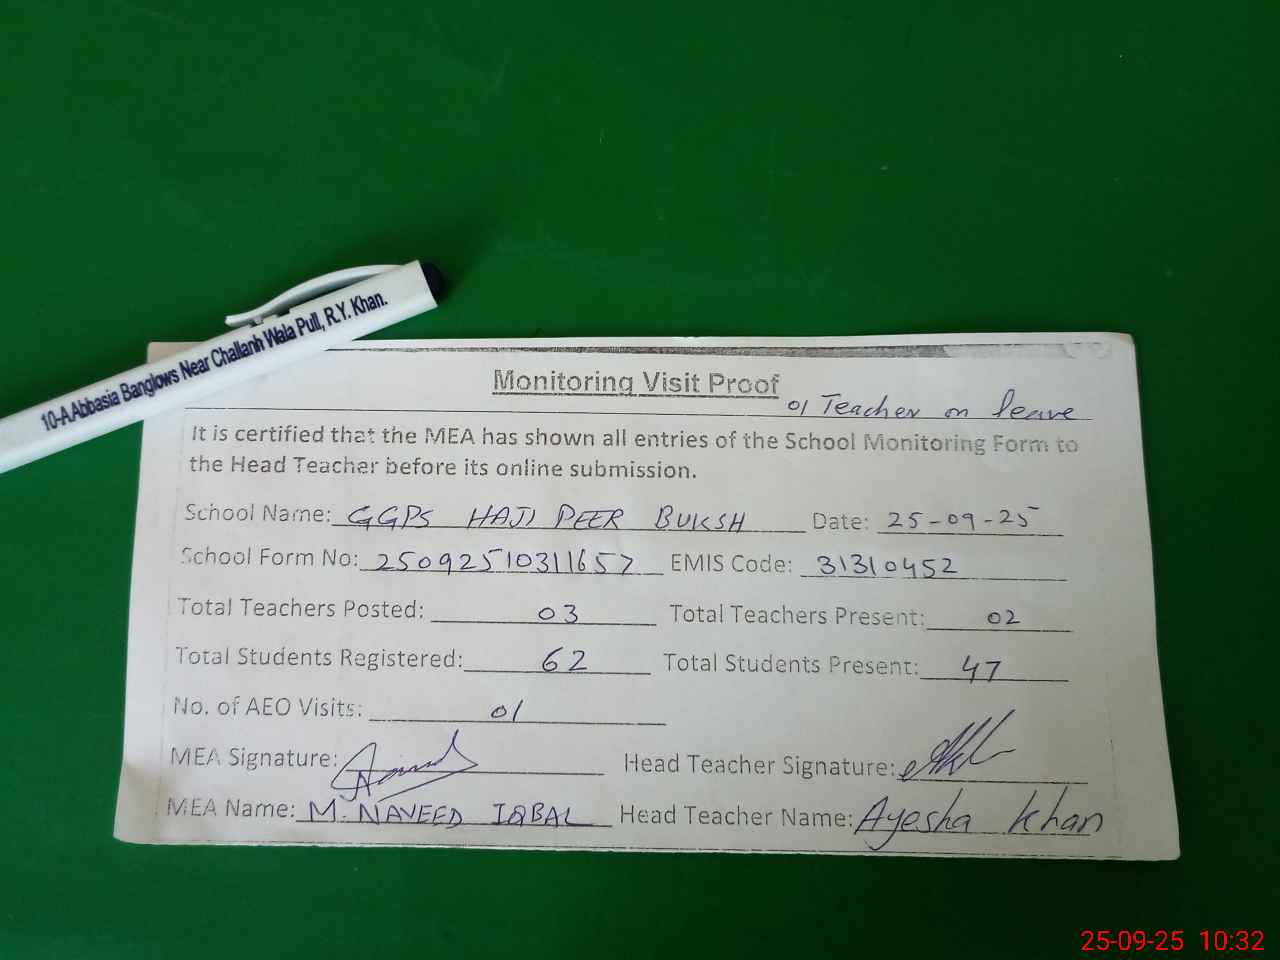 10-A Abbasia Banglows Near Challanh Wala Pull, R.Y. Khan.
Monitoring Visit Proof
01 Teacher on leave
It is certified that the MEA has shown all entries of the School Monitoring Form to
the Head Teacher before its online submission.
School Name: GGPS HAJI PEER BUKSH Date: 25-09-25
School Form No: 25092510311657 EMIS Code: 31310452
Total Teachers Posted: 03 Total Teachers Present: 02
Total Students Registered: 62 Total Students Present: 47
No. of AEO Visits: 01
MEA Signature: Head Teacher Signature:
MEA Name: M. NAVEED IQBAL Head Teacher Name: Ayesha Khan
25-09-25 10:32